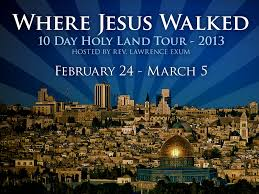 WHERE JESUS WALKED
10 DAY HOLY LAND TOUR - 2013
HOSTED BY REV. LAWRENCE EXUM
FEBRUARY 24 - MARCH 5